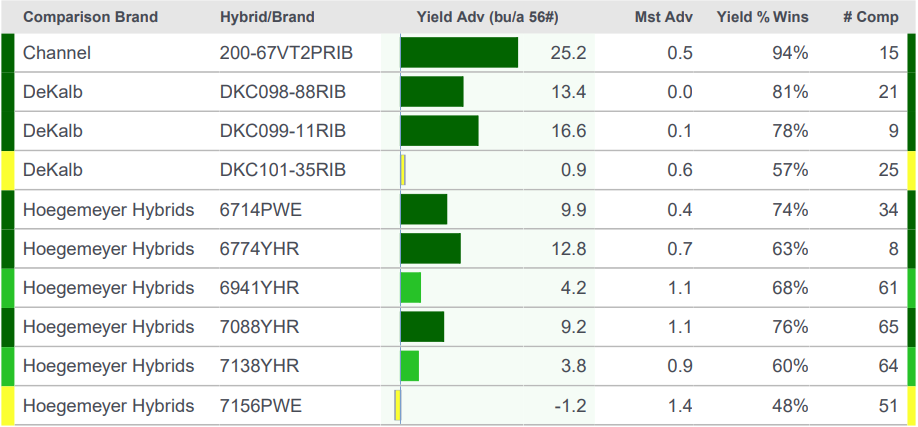 Comparison Brand Hybrid/Brand Yield Adv (bu/a 56#) Mst Adv Yield % Wins # Comp
Channel 200-67VT2PRIB 25.2 0.5 94% 15
DeKalb DKC098-88RIB 13.4 0.0 81% 21
DeKalb DKC099-11RIB 16.6 0.1 78% 9
DeKalb DKC101-35RIB 0.9 0.6 57% 25
Hoegemeyer Hybrids 6714PWE 9.9 0.4 74% 34
Hoegemeyer Hybrids 6774YHR 12.8 0.7 63% 8
Hoegemeyer Hybrids 6941YHR 4.2 1.1 68% 61
Hoegemeyer Hybrids 7088YHR 9.2 1.1 76% 65
Hoegemeyer Hybrids 7138YHR 3.8 0.9 60% 64
Hoegemeyer Hybrids 7156PWE -1.2 1.4 48% 51